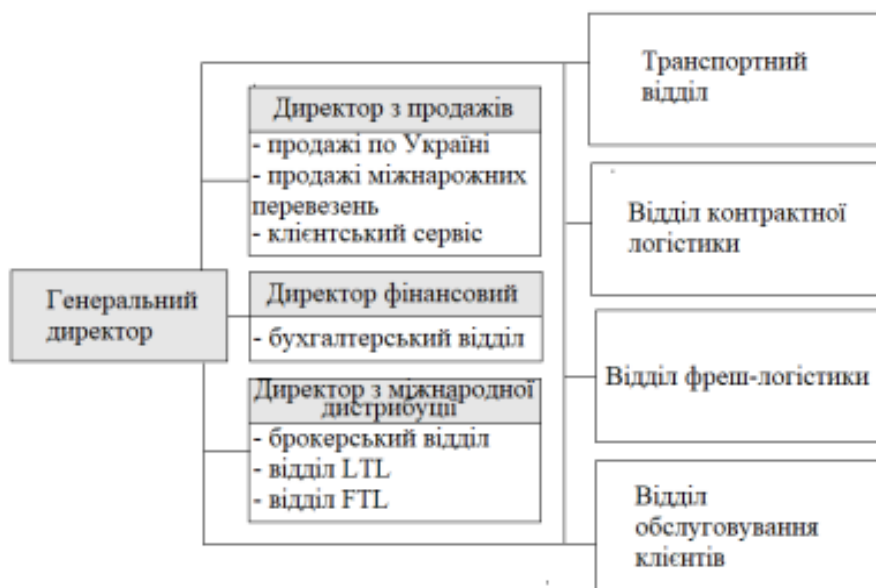 Генеральний
директор
Директор з продажів
- продажі по Україні
- продажі міжнарожних
перевезень
- клієнтський сервіс
Директор фінансовий
- бухгалтерський відділ
Директор з міжнародної
дистрибуції
- брокерський відділ
- відділ LTL
- відділ FTL
Транспортний
відділ
Відділ контрактної
логістики
Відділ фреш-логістики
Відділ
обслуговування
клієнтів